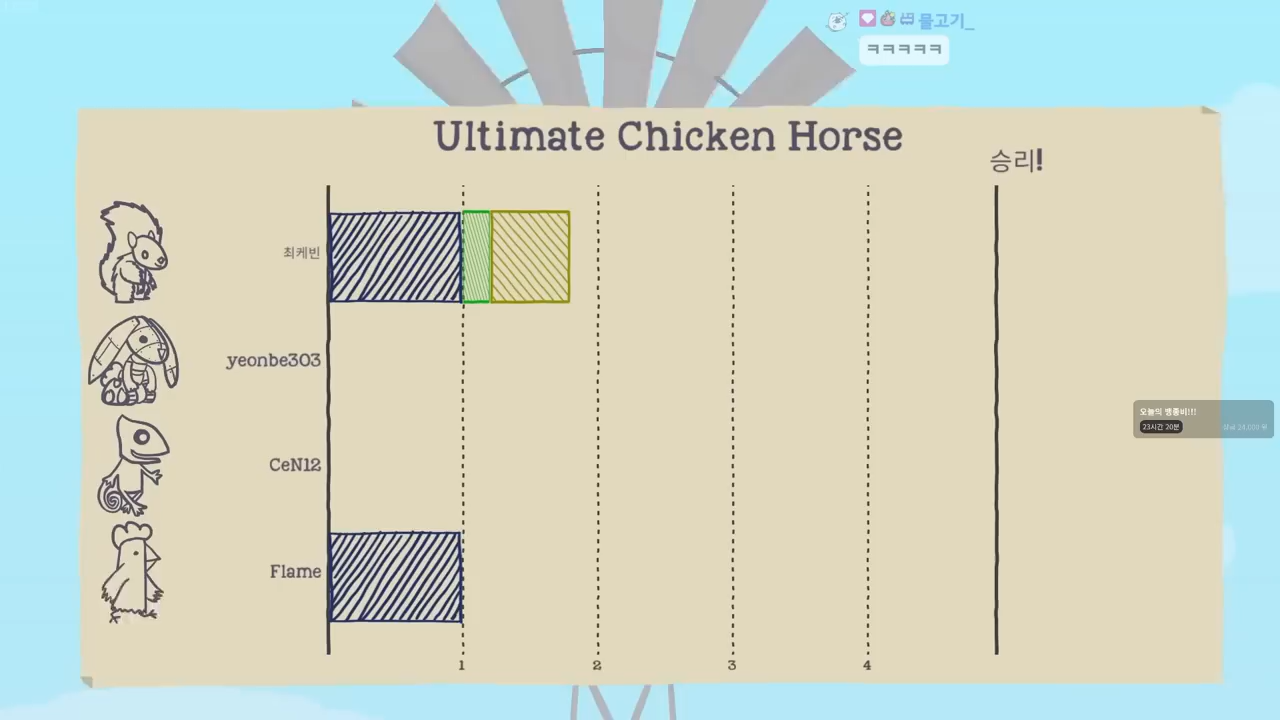 물고기_
ㅋㅋㅋㅋㅋ
Ultimate Chicken Horse
승리!
최케빈
yeonbe303
CeN12
Flame
오늘의 뱅종비!!!
23시간 20분
1 2 3 4